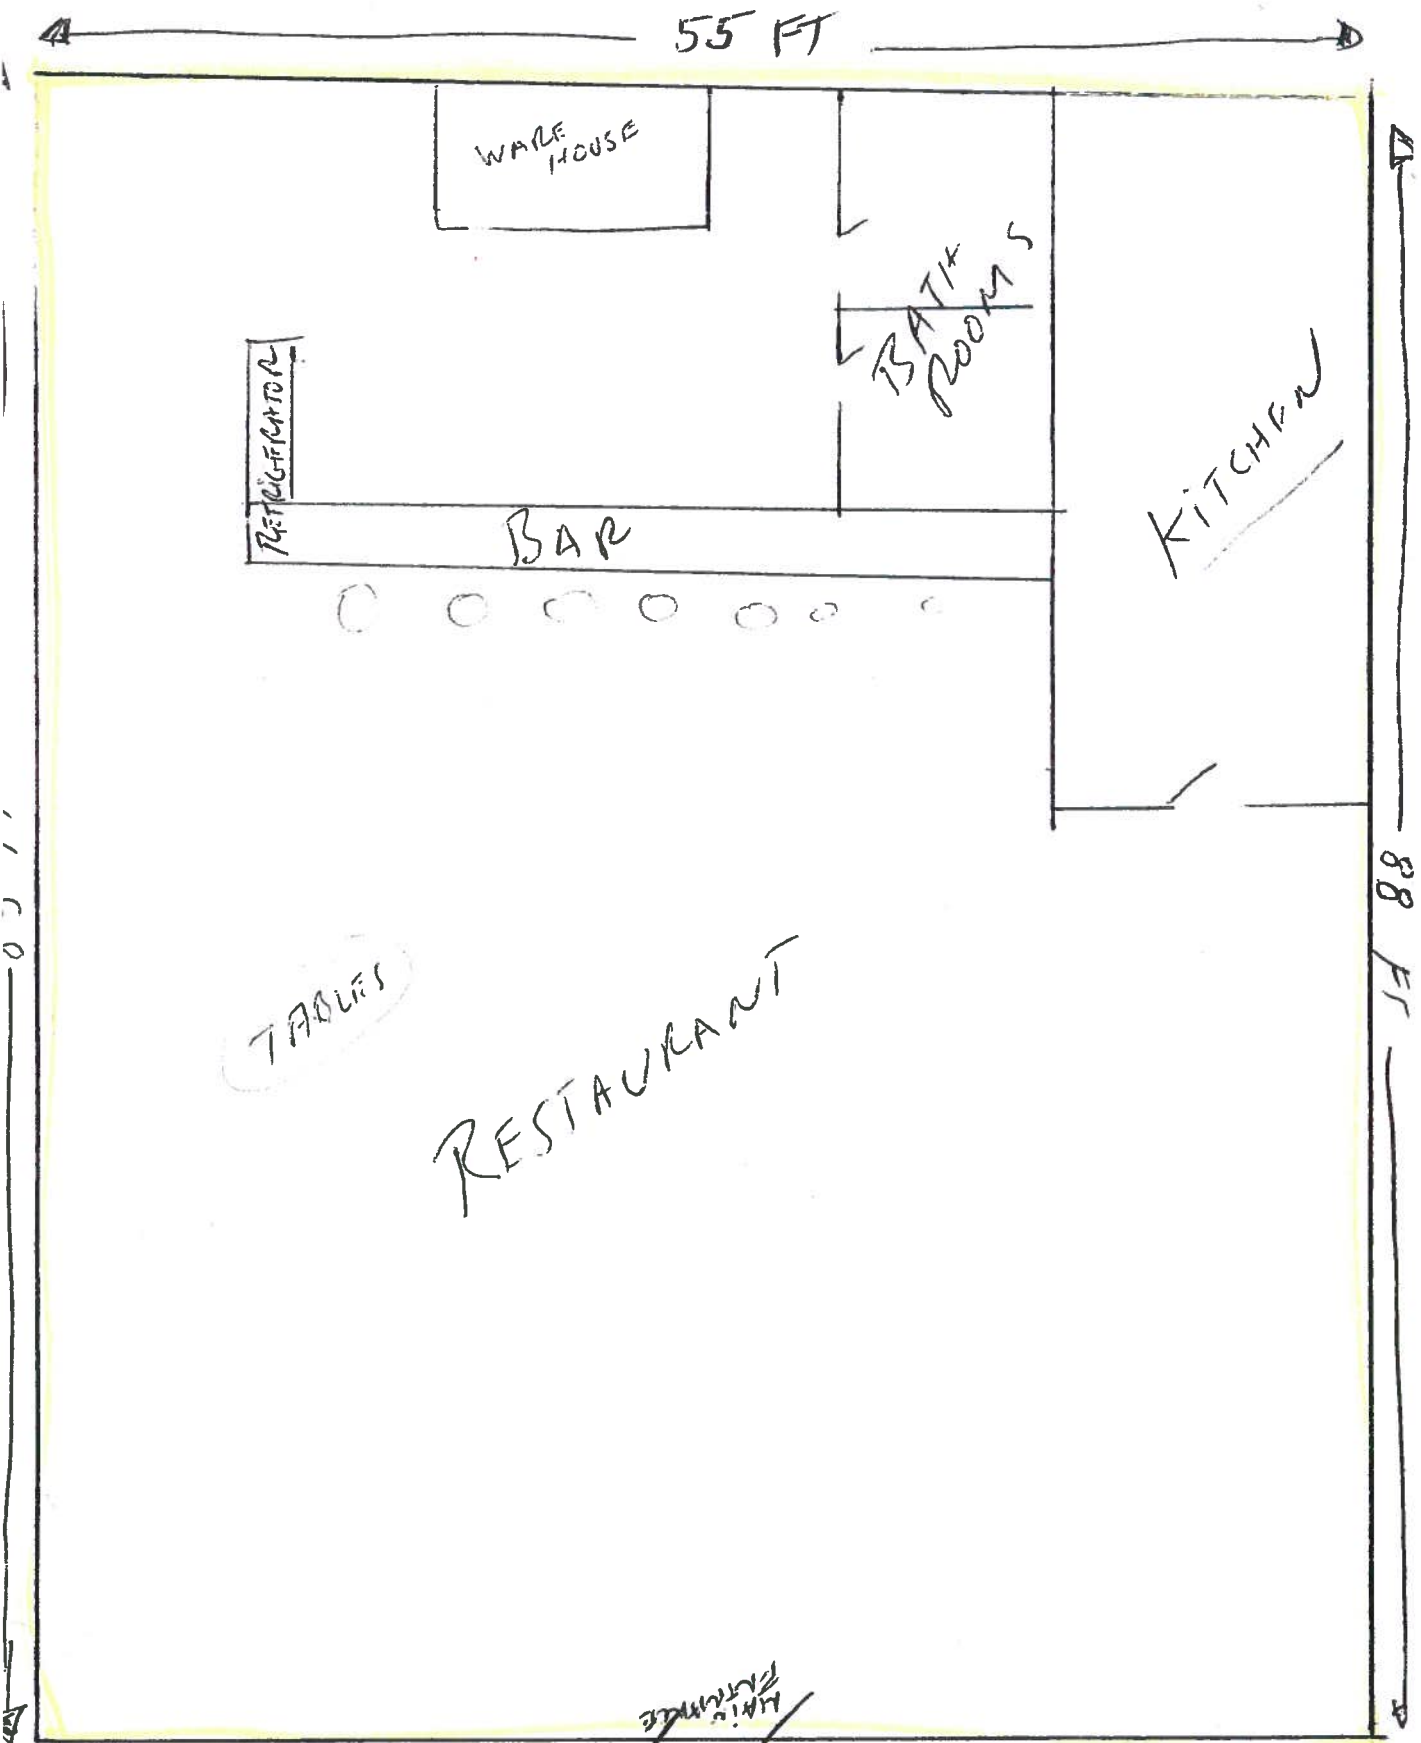 55 FT
WARE
HOUSE
BATH
ROOMS
REFRIGERATOR
KITCHEN
BAR
88 FT
TABLES
RESTAURANT
MAIN
ENTRANCE